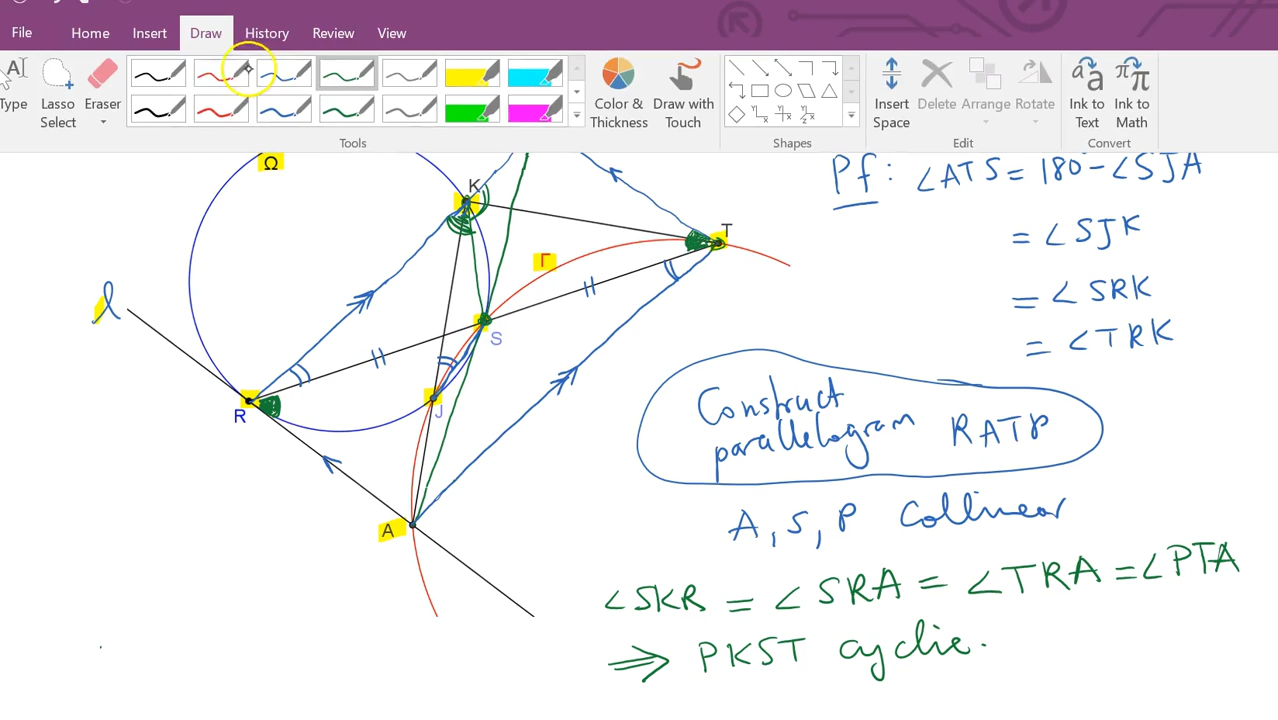 File Home Insert Draw History Review View
Type
Lasso Select
Eraser
Color & Thickness
Draw with Touch
Insert Space
Delete
Arrange
Rotate
Ink to Text
Ink to Math
Tools
Shapes
Edit
Convert
Ω
K
T
Γ
l
S
R
J
A
Pf : ∠ATS = 180° - ∠SJA
= ∠SJK
= ∠SRK
= ∠TRK
Construct
parallelogram RATP
A, S, P Collinear
∠SKR = ∠SRA = ∠TRA = ∠PTA
⇒ PKST cyclic.